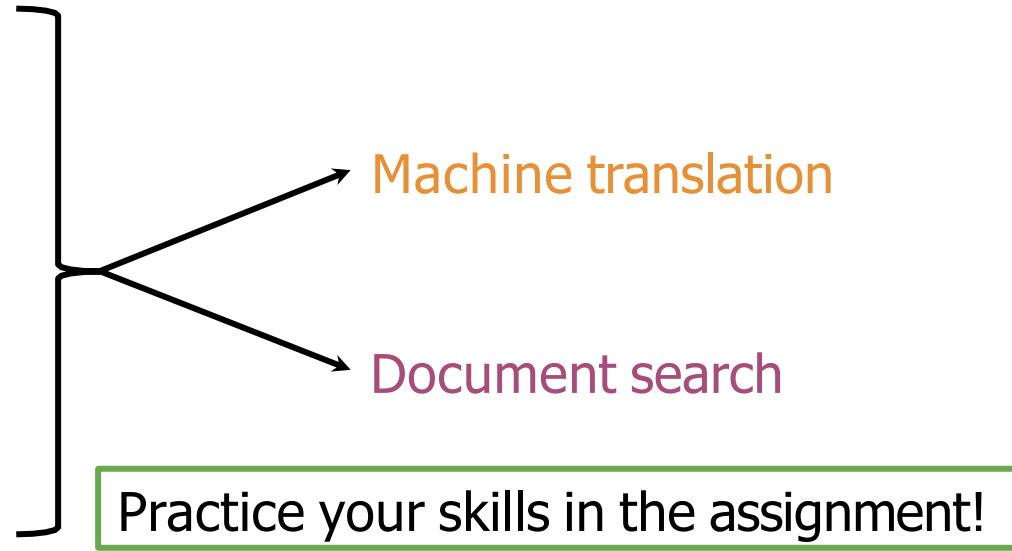 Machine translation
Document search
Practice your skills in the assignment!